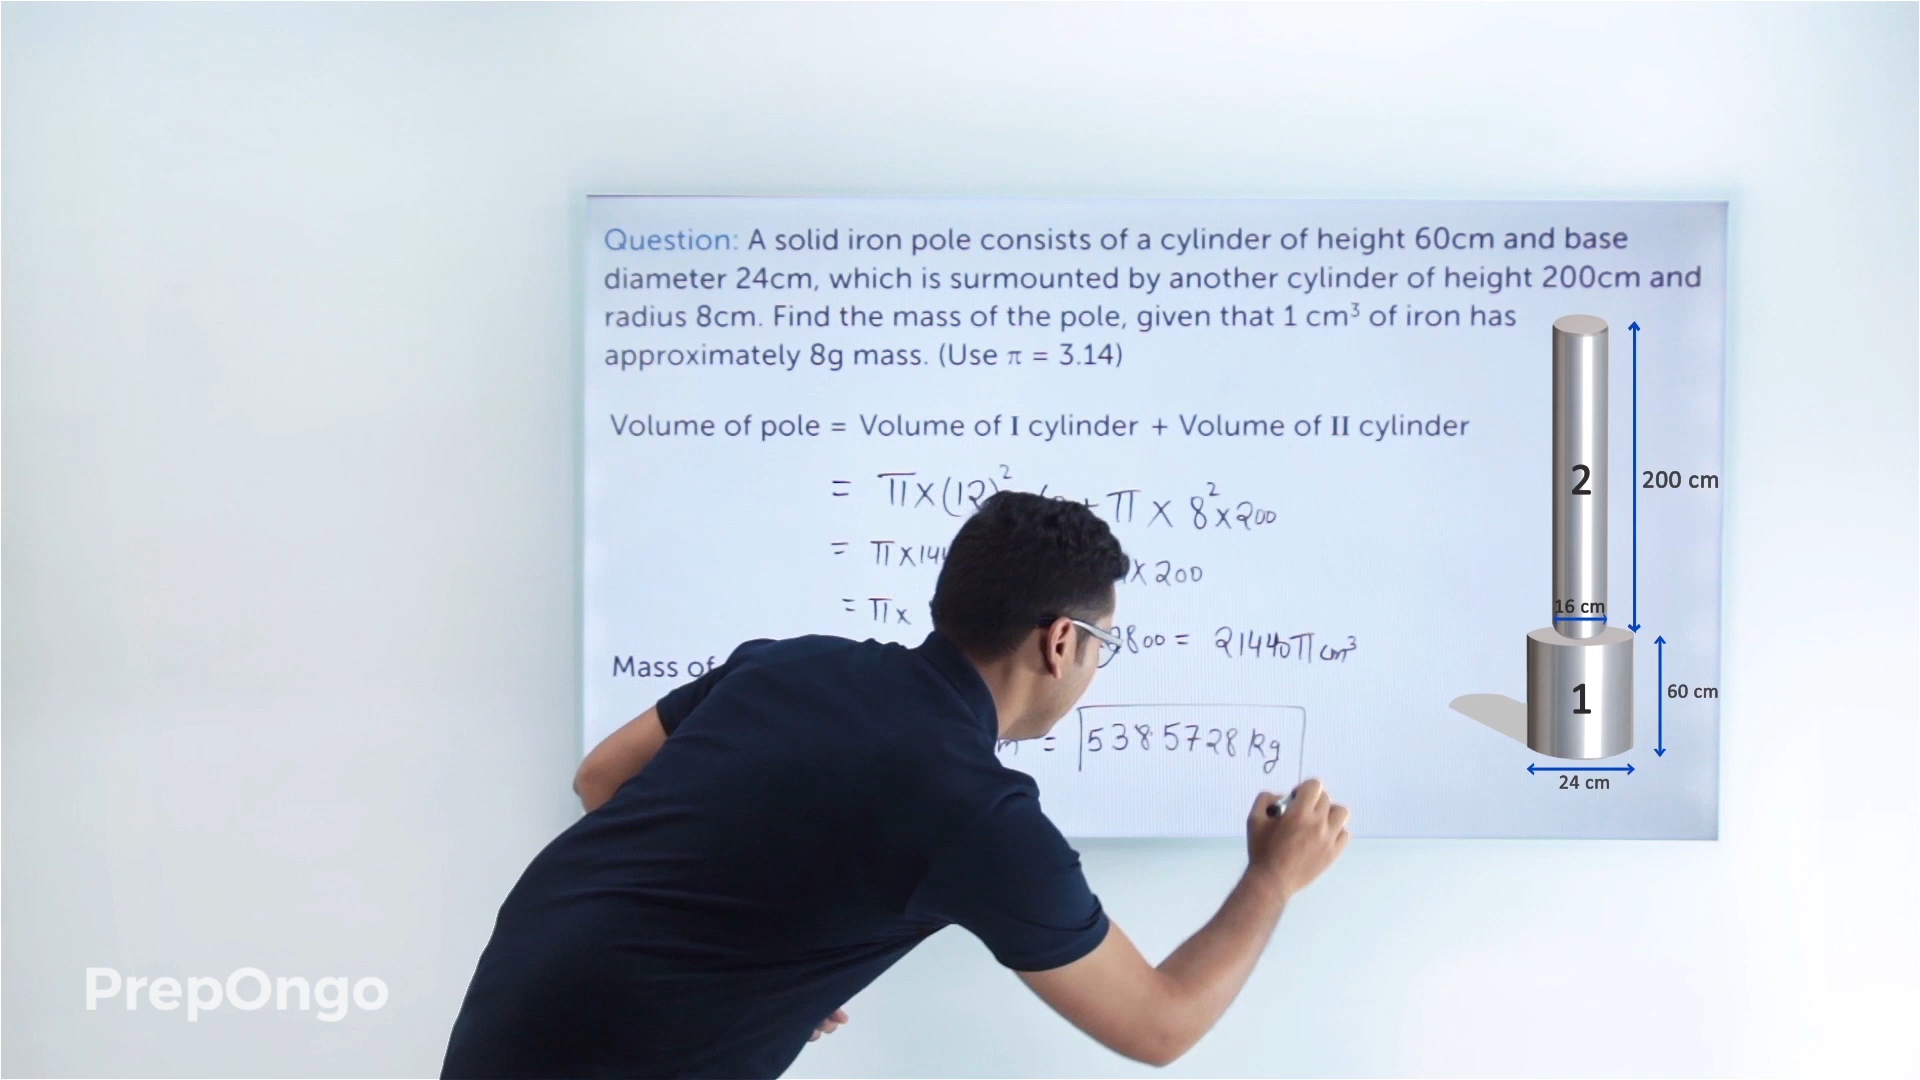 Question: A solid iron pole consists of a cylinder of height 60cm and base
diameter 24cm, which is surmounted by another cylinder of height 200cm and
radius 8cm. Find the mass of the pole, given that 1 cm³ of iron has
approximately 8g mass. (Use π = 3.14)
Volume of pole = Volume of I cylinder + Volume of II cylinder
= π×(12)² + π × 8²×200
= π×14 ×200
= π× 800 = 21440π cm³
Mass of
= 538.5728 kg
2
200 cm
16 cm
1
60 cm
24 cm
PrepOngo